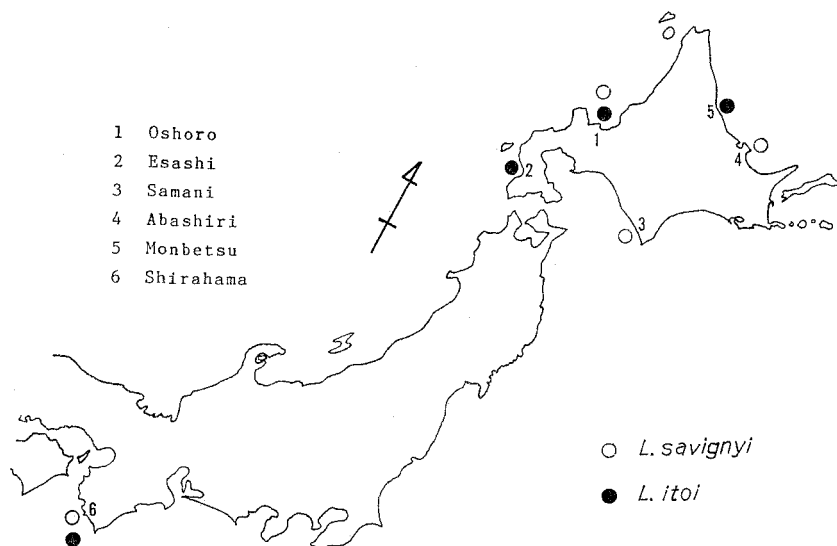 1 Oshoro
2 Esashi
3 Samani
4 Abashiri
5 Monbetsu
6 Shirahama
5
1
4
2
3
6
L. savignyi
L. itoi